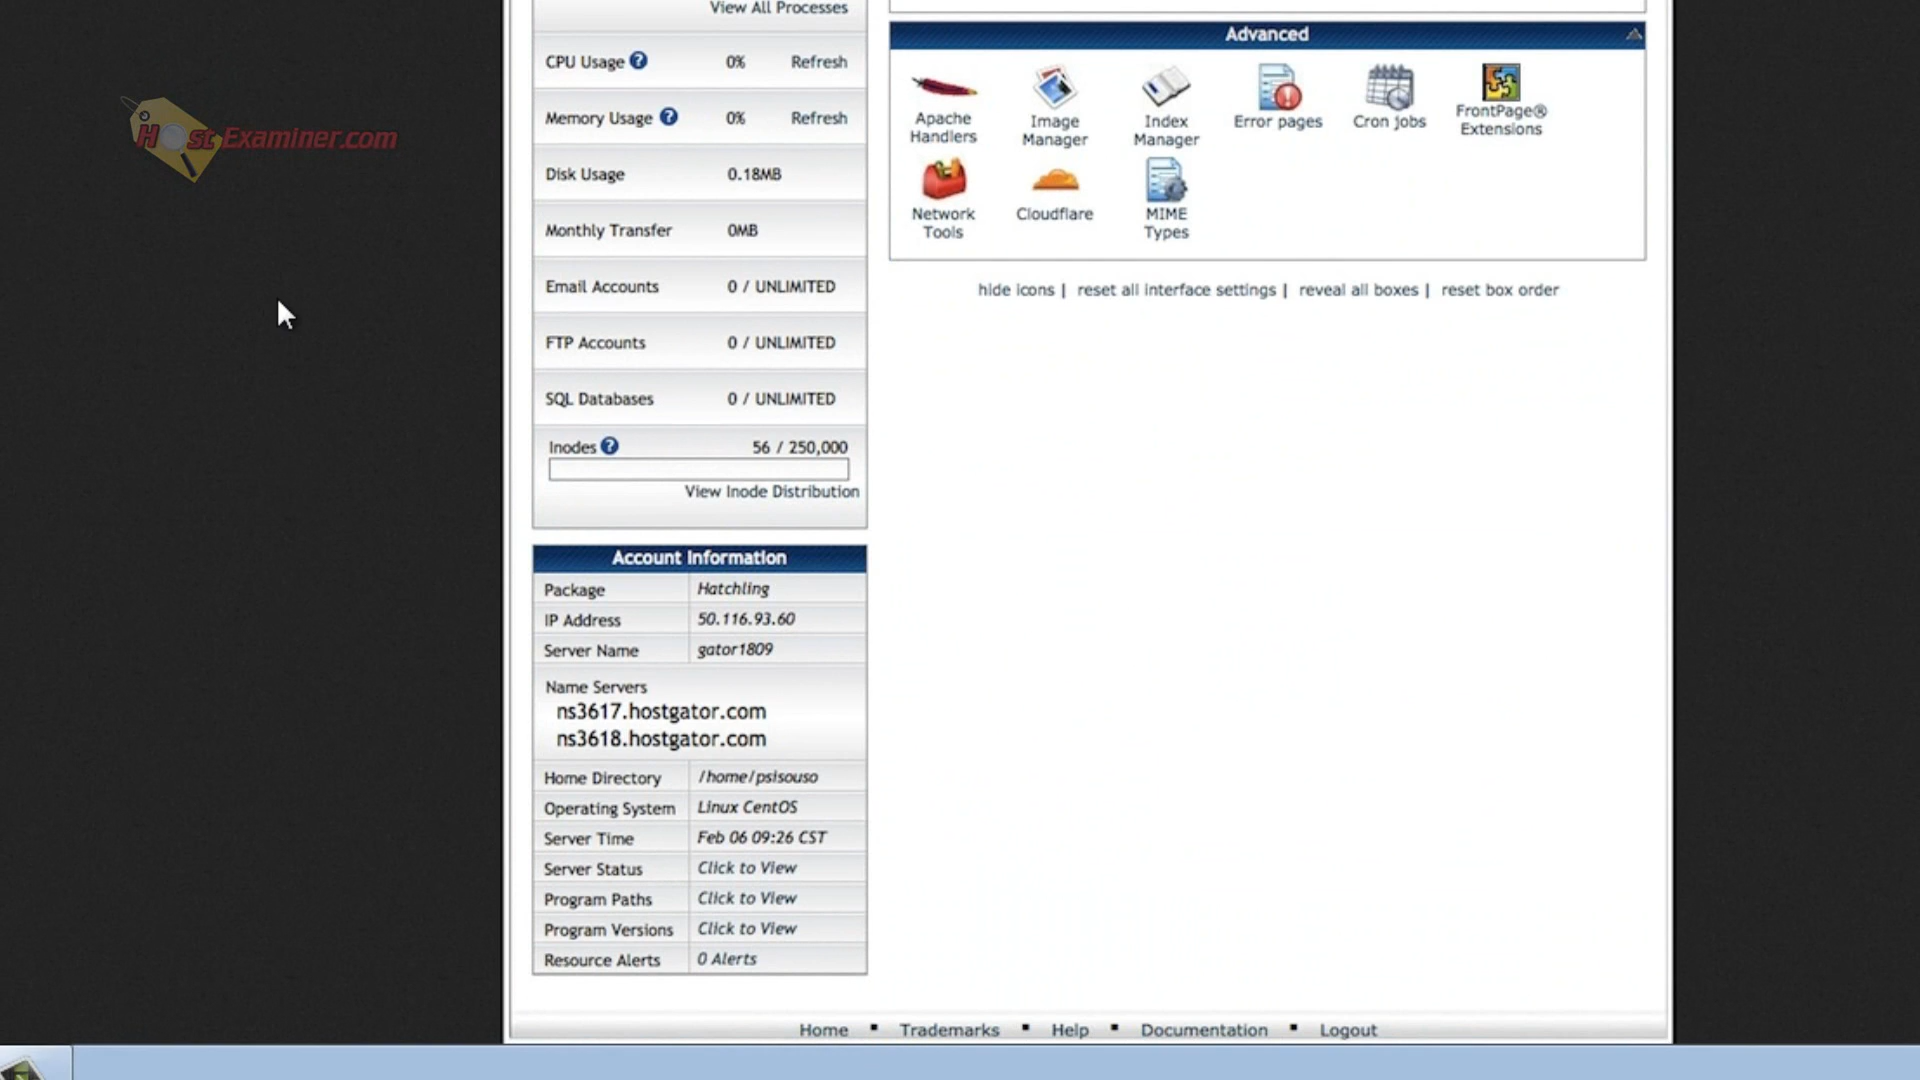 View All Processes
CPU Usage ? 0% Refresh
Memory Usage ? 0% Refresh
Disk Usage 0.18MB
Monthly Transfer 0MB
Email Accounts 0 / UNLIMITED
FTP Accounts 0 / UNLIMITED
SQL Databases 0 / UNLIMITED
Inodes ? 56 / 250,000
View Inode Distribution
Account Information
Package Hatchling
IP Address 50.116.93.60
Server Name gator1809
Name Servers
ns3617.hostgator.com
ns3618.hostgator.com
Home Directory /home/psisouso
Operating System Linux CentOS
Server Time Feb 06 09:26 CST
Server Status Click to View
Program Paths Click to View
Program Versions Click to View
Resource Alerts 0 Alerts
HostExaminer.com
Advanced
Apache Handlers
Image Manager
Index Manager
Error pages
Cron jobs
FrontPage® Extensions
Network Tools
Cloudflare
MIME Types
hide icons | reset all interface settings | reveal all boxes | reset box order
Home ▪ Trademarks ▪ Help ▪ Documentation ▪ Logout